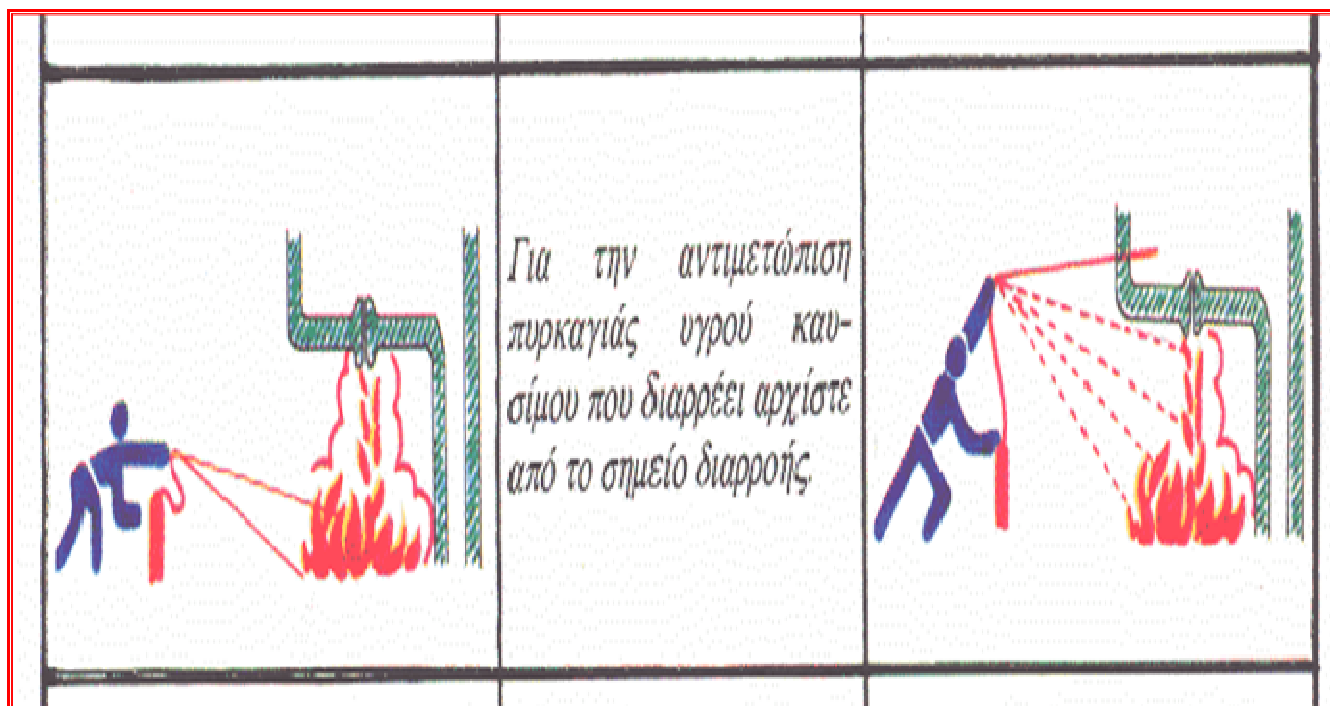 Για την αντιμετώπιση
πυρκαγιάς υγρού καυ-
σίμου που διαρρέει αρχίστε
από το σημείο διαρροής